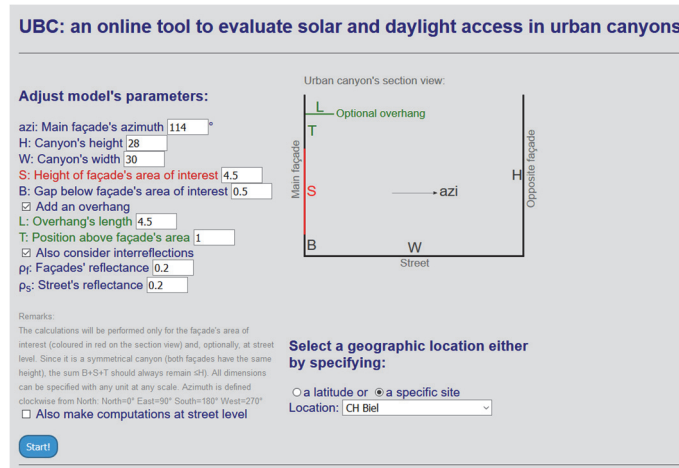 UBC: an online tool to evaluate solar and daylight access in urban canyons
Adjust model's parameters:
azi: Main façade's azimuth 114 °
H: Canyon's height 28
W: Canyon's width 30
S: Height of façade's area of interest 4.5
B: Gap below façade's area of interest 0.5
Add an overhang
L: Overhang's length 4.5
T: Position above façade's area 1
Also consider interreflections
ρf: Façades' reflectance 0.2
ρs: Street's reflectance 0.2
Remarks:
The calculations will be performed only for the façade's area of
interest (coloured in red on the section view) and, optionally, at street
level. Since it is a symmetrical canyon (both façades have the same
height), the sum B+S+T should always remain ≤H). All dimensions
can be specified with any unit at any scale. Azimuth is defined
clockwise from North: North=0° East=90° South=180° West=270°
Also make computations at street level
Start!
Urban canyon's section view:
L
Optional overhang
T
Main façade
S
azi
H
Opposite façade
B
W
Street
Select a geographic location either
by specifying:
a latitude or a specific site
Location: CH Biel